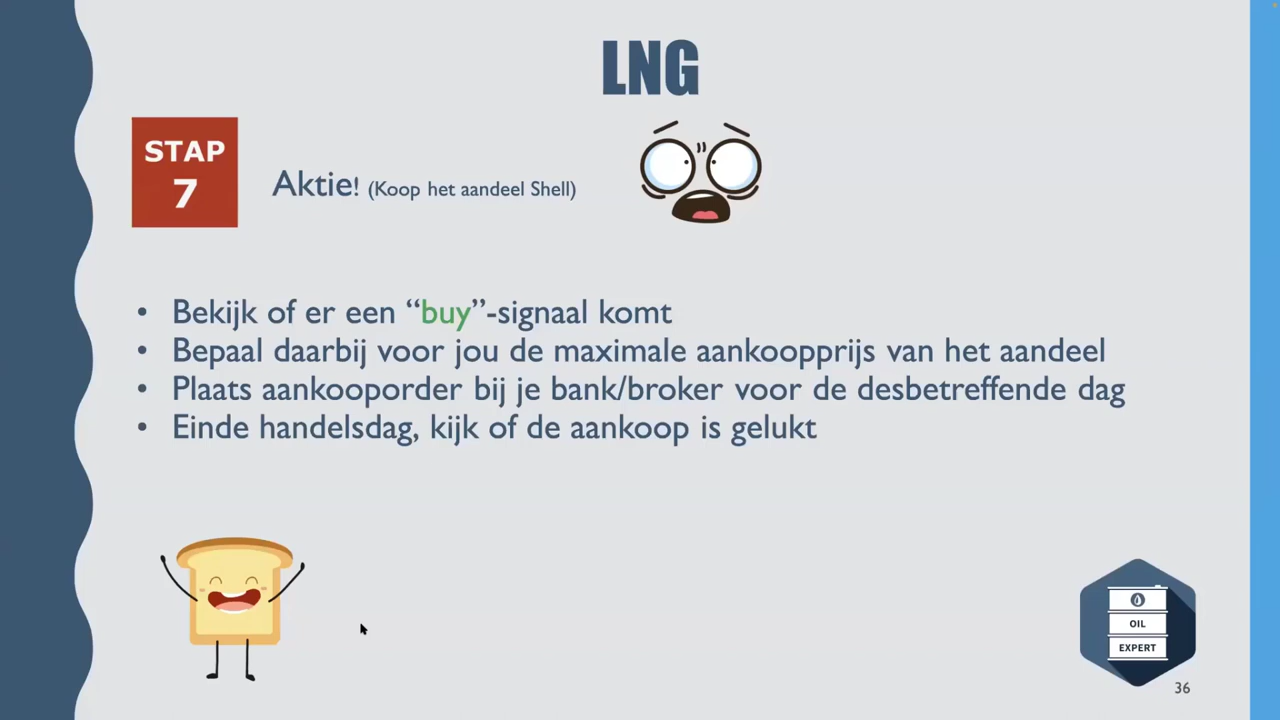 LNG
STAP
7
Aktie! (Koop het aandeel Shell)
• Bekijk of er een “buy”-signaal komt
• Bepaal daarbij voor jou de maximale aankoopprijs van het aandeel
• Plaats aankooporder bij je bank/broker voor de desbetreffende dag
• Einde handelsdag, kijk of de aankoop is gelukt
OIL
EXPERT
36